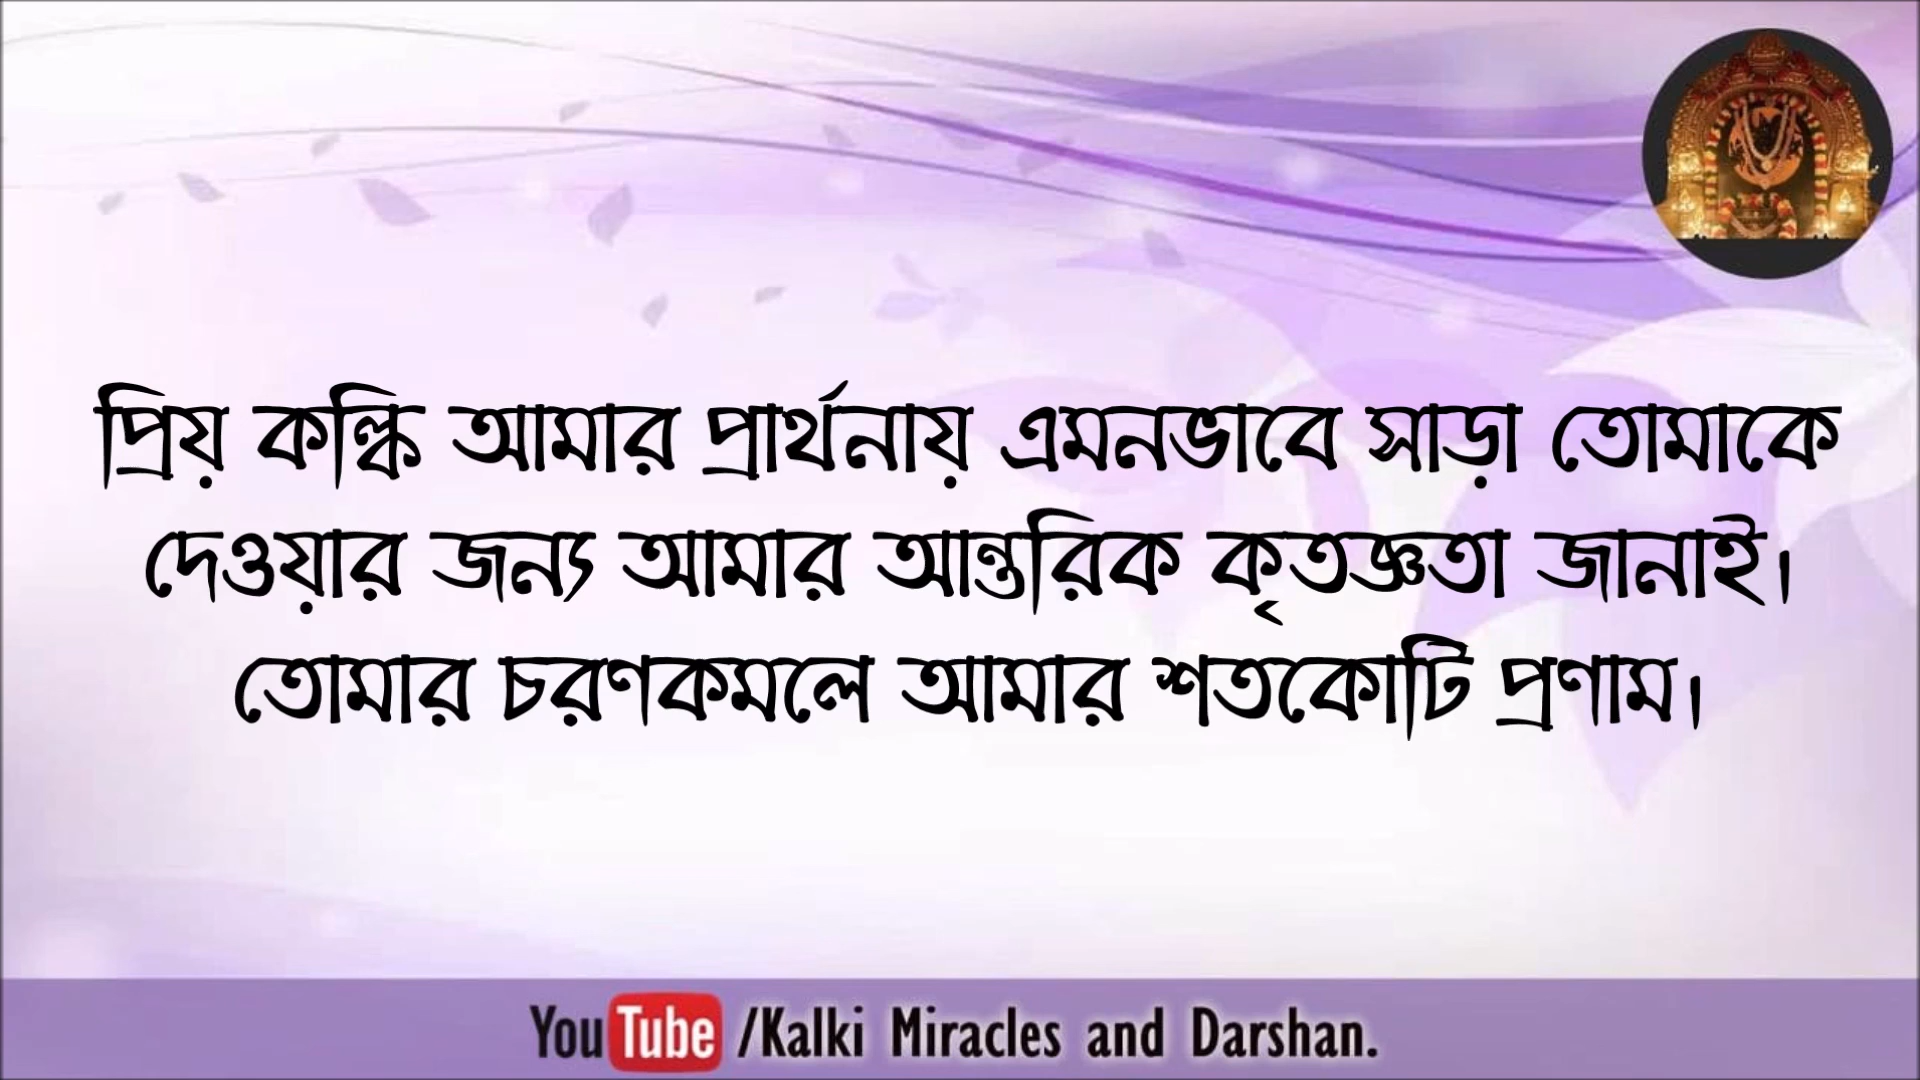 প্রিয় কল্কি আমার প্রার্থনায় এমনভাবে সাড়া তোমাকে
দেওয়ার জন্য আমার আন্তরিক কৃতজ্ঞতা জানাই।
তোমার চরণকমলে আমার শতকোটি প্রণাম।
YouTube /Kalki Miracles and Darshan.